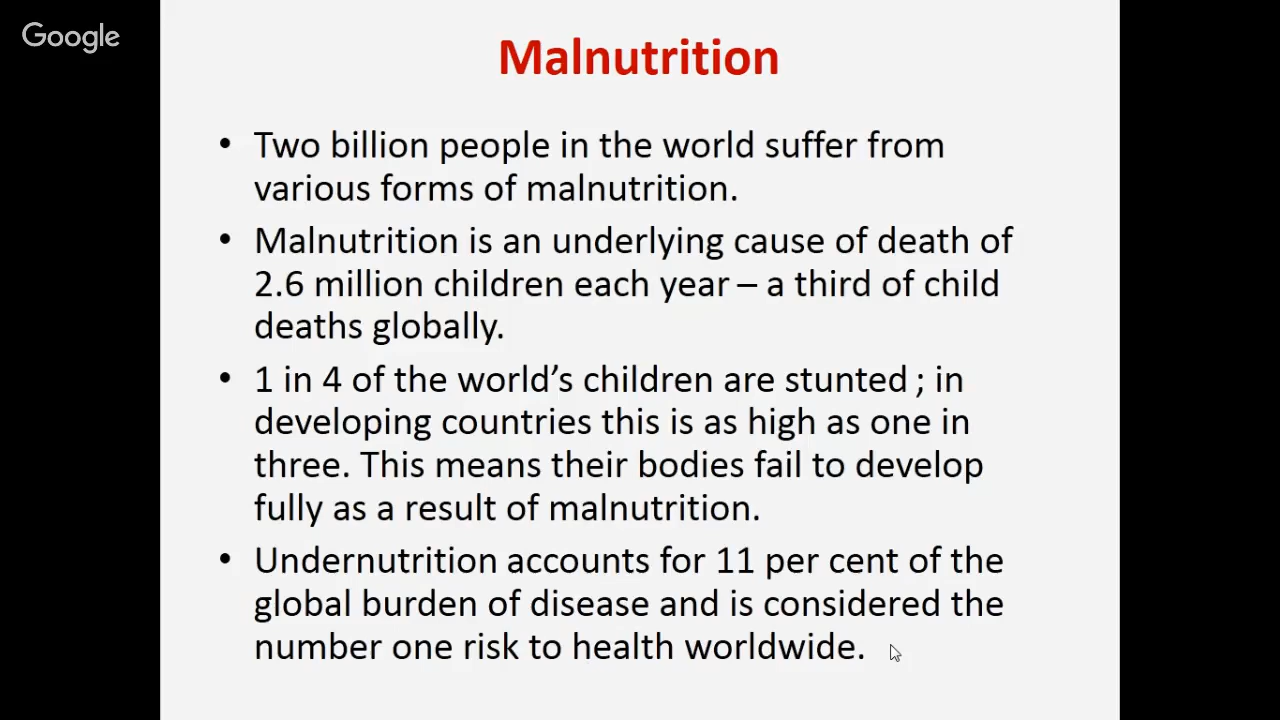 Google
Malnutrition
• Two billion people in the world suffer from
various forms of malnutrition.
• Malnutrition is an underlying cause of death of
2.6 million children each year – a third of child
deaths globally.
• 1 in 4 of the world’s children are stunted ; in
developing countries this is as high as one in
three. This means their bodies fail to develop
fully as a result of malnutrition.
• Undernutrition accounts for 11 per cent of the
global burden of disease and is considered the
number one risk to health worldwide.